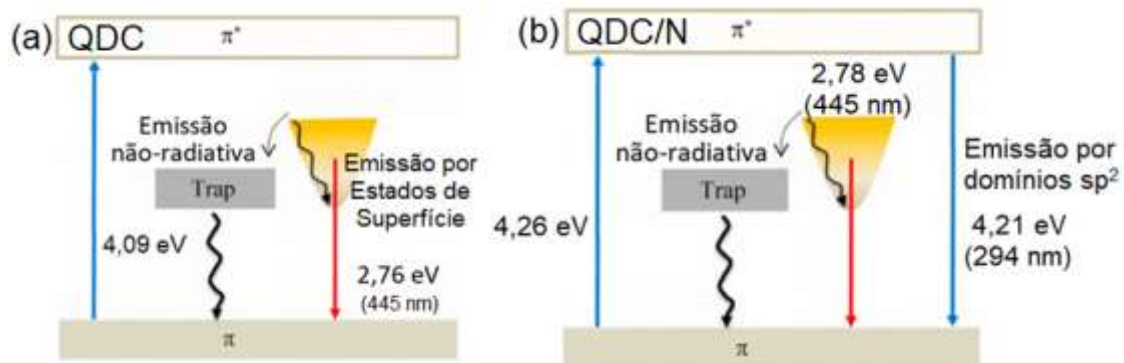 (a)
QDC π*
Emissão
não-radiativa
Trap
Emissão por
Estados de
Superfície
4,09 eV
2,76 eV
(445 nm)
π
(b)
QDC/N π*
2,78 eV
(445 nm)
Emissão
não-radiativa
Trap
Emissão por
domínios sp²
4,26 eV
4,21 eV
(294 nm)
π